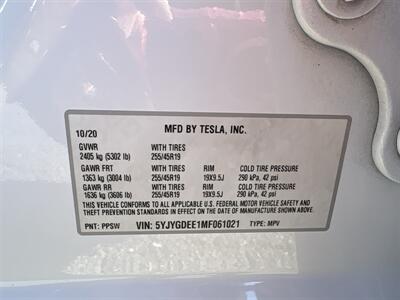 10/20 MFD BY TESLA, INC.
GVWR WITH TIRES
2405 kg (5302 lb) 255/45R19
GAWR FRT WITH TIRES RIM COLD TIRE PRESSURE
1363 kg (3004 lb) 255/45R19 19X9.5J 290 kPa, 42 psi
GAWR RR WITH TIRES RIM COLD TIRE PRESSURE
1636 kg (3606 lb) 255/45R19 19X9.5J 290 kPa, 42 psi
THIS VEHICLE CONFORMS TO ALL APPLICABLE U.S. FEDERAL MOTOR VEHICLE SAFETY AND
THEFT PREVENTION STANDARDS IN EFFECT ON THE DATE OF MANUFACTURE SHOWN ABOVE.
PNT: PPSW VIN: 5YJYGDEE1MF061021 TYPE: MPV